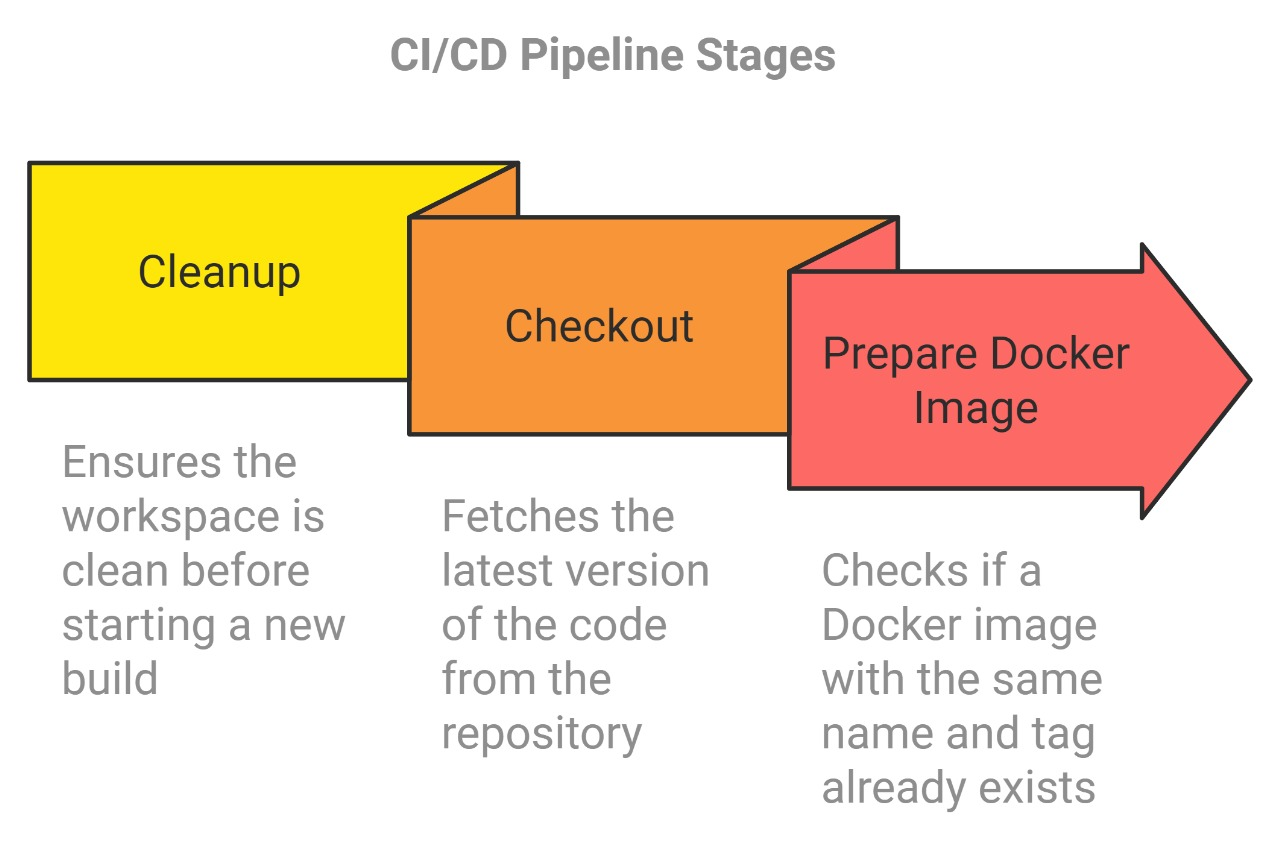 CI/CD Pipeline Stages
Cleanup
Ensures the
workspace is
clean before
starting a new
build
Checkout
Fetches the
latest version
of the code
from the
repository
Prepare Docker
Image
Checks if a
Docker image
with the same
name and tag
already exists